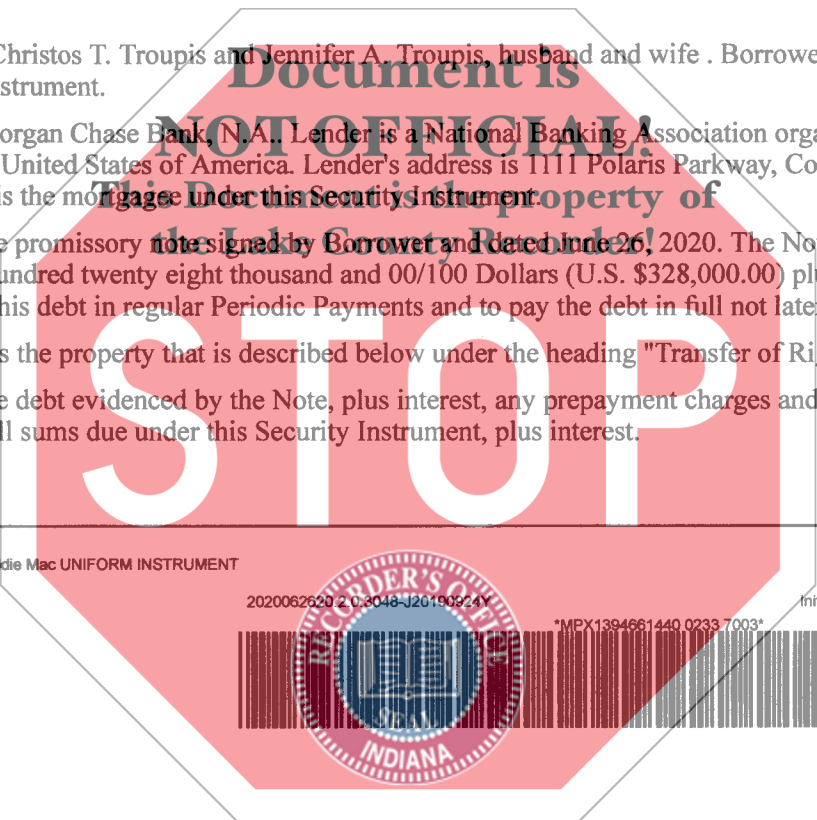 Christos T. Troupis and Jennifer A. Troupis, husband and wife . Borrowe
strument.
Document is
NOT OFFICIAL!
This Document is the property of
the Lake County Recorder!
organ Chase Bank, N.A.. Lender is a National Banking Association orga
United States of America. Lender's address is 1111 Polaris Parkway, Co
is the mortgagee under this Security Instrument.
e promissory note signed by Borrower and dated June 26, 2020. The No
undred twenty eight thousand and 00/100 Dollars (U.S. $328,000.00) plu
his debt in regular Periodic Payments and to pay the debt in full not late
s the property that is described below under the heading "Transfer of Ri
e debt evidenced by the Note, plus interest, any prepayment charges and
ll sums due under this Security Instrument, plus interest.
STOP
die Mac UNIFORM INSTRUMENT
2020062620.2.0.3048-J20190924Y
Ini
*MPX1394661440 0233 7003*
RECORDER'S OFFICE
SEAL
INDIANA